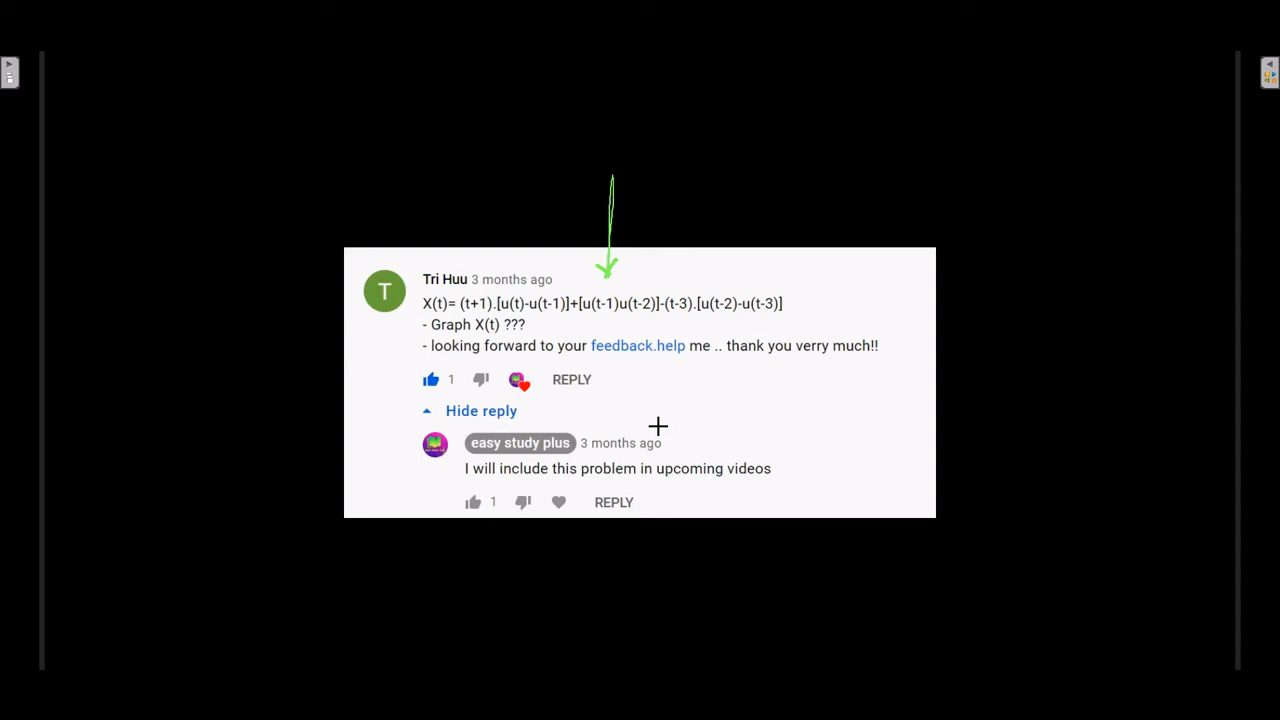 T
Tri Huu 3 months ago
X(t)= (t+1).[u(t)-u(t-1)]+[u(t-1)u(t-2)]-(t-3).[u(t-2)-u(t-3)]
- Graph X(t) ???
- looking forward to your feedback.help me .. thank you verry much!!
1 REPLY
Hide reply
easy study plus 3 months ago
I will include this problem in upcoming videos
1 REPLY